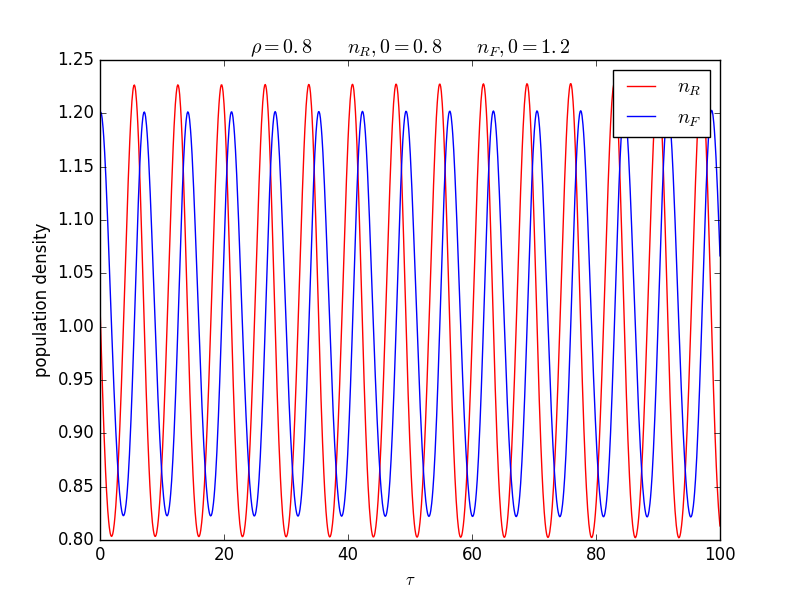 ρ = 0.8 n_R, 0 = 0.8 n_F, 0 = 1.2
1.25
1.20
1.15
1.10
1.05
1.00
0.95
0.90
0.85
0.80
population density
n_R
n_F
0 20 40 60 80 100
τ